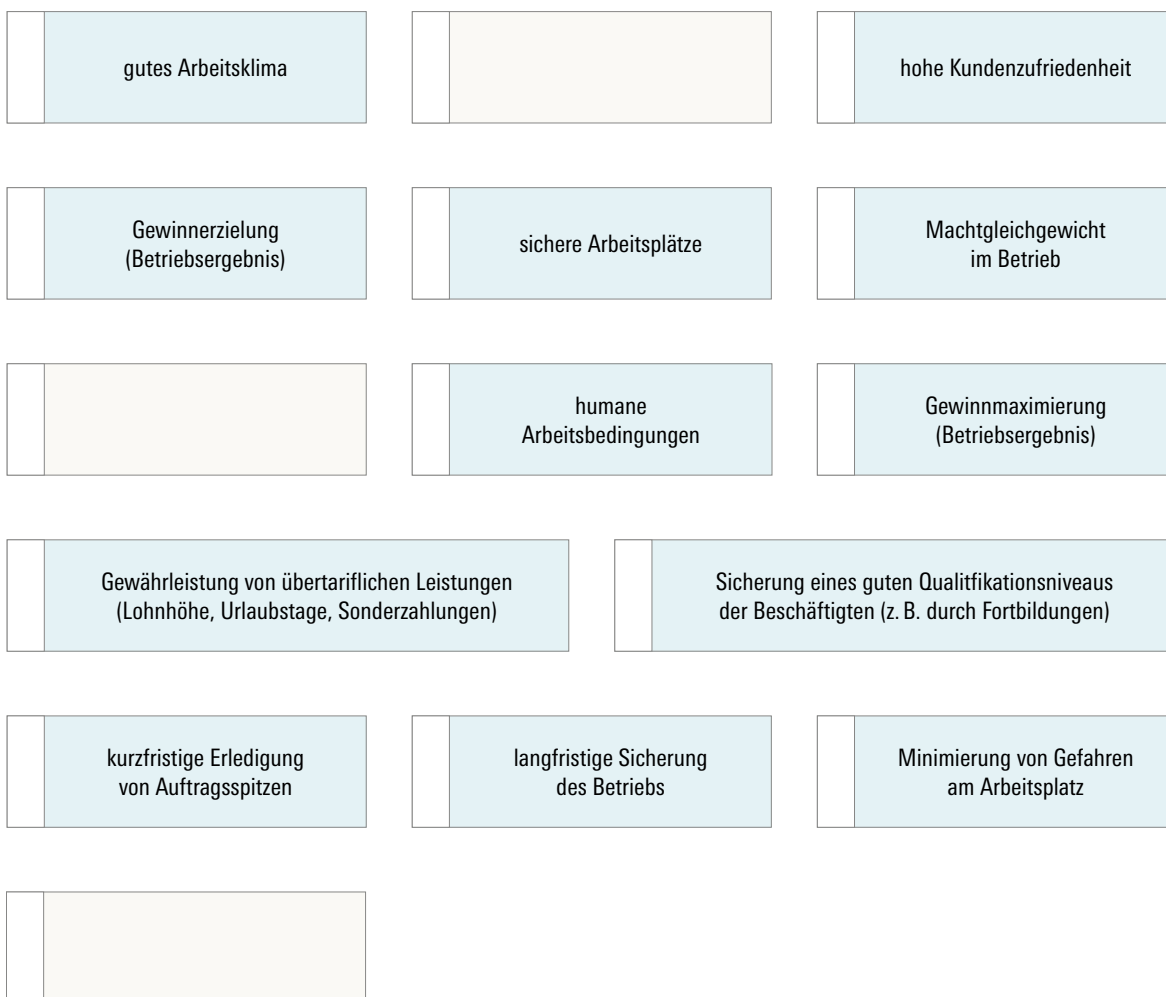 gutes Arbeitsklima
hohe Kundenzufriedenheit
Gewinnerzielung
(Betriebsergebnis)
sichere Arbeitsplätze
Machtgleichgewicht
im Betrieb
humane
Arbeitsbedingungen
Gewinnmaximierung
(Betriebsergebnis)
Gewährleistung von übertariflichen Leistungen
(Lohnhöhe, Urlaubstage, Sonderzahlungen)
Sicherung eines guten Qualitfikationsniveaus
der Beschäftigten (z. B. durch Fortbildungen)
kurzfristige Erledigung
von Auftragsspitzen
langfristige Sicherung
des Betriebs
Minimierung von Gefahren
am Arbeitsplatz